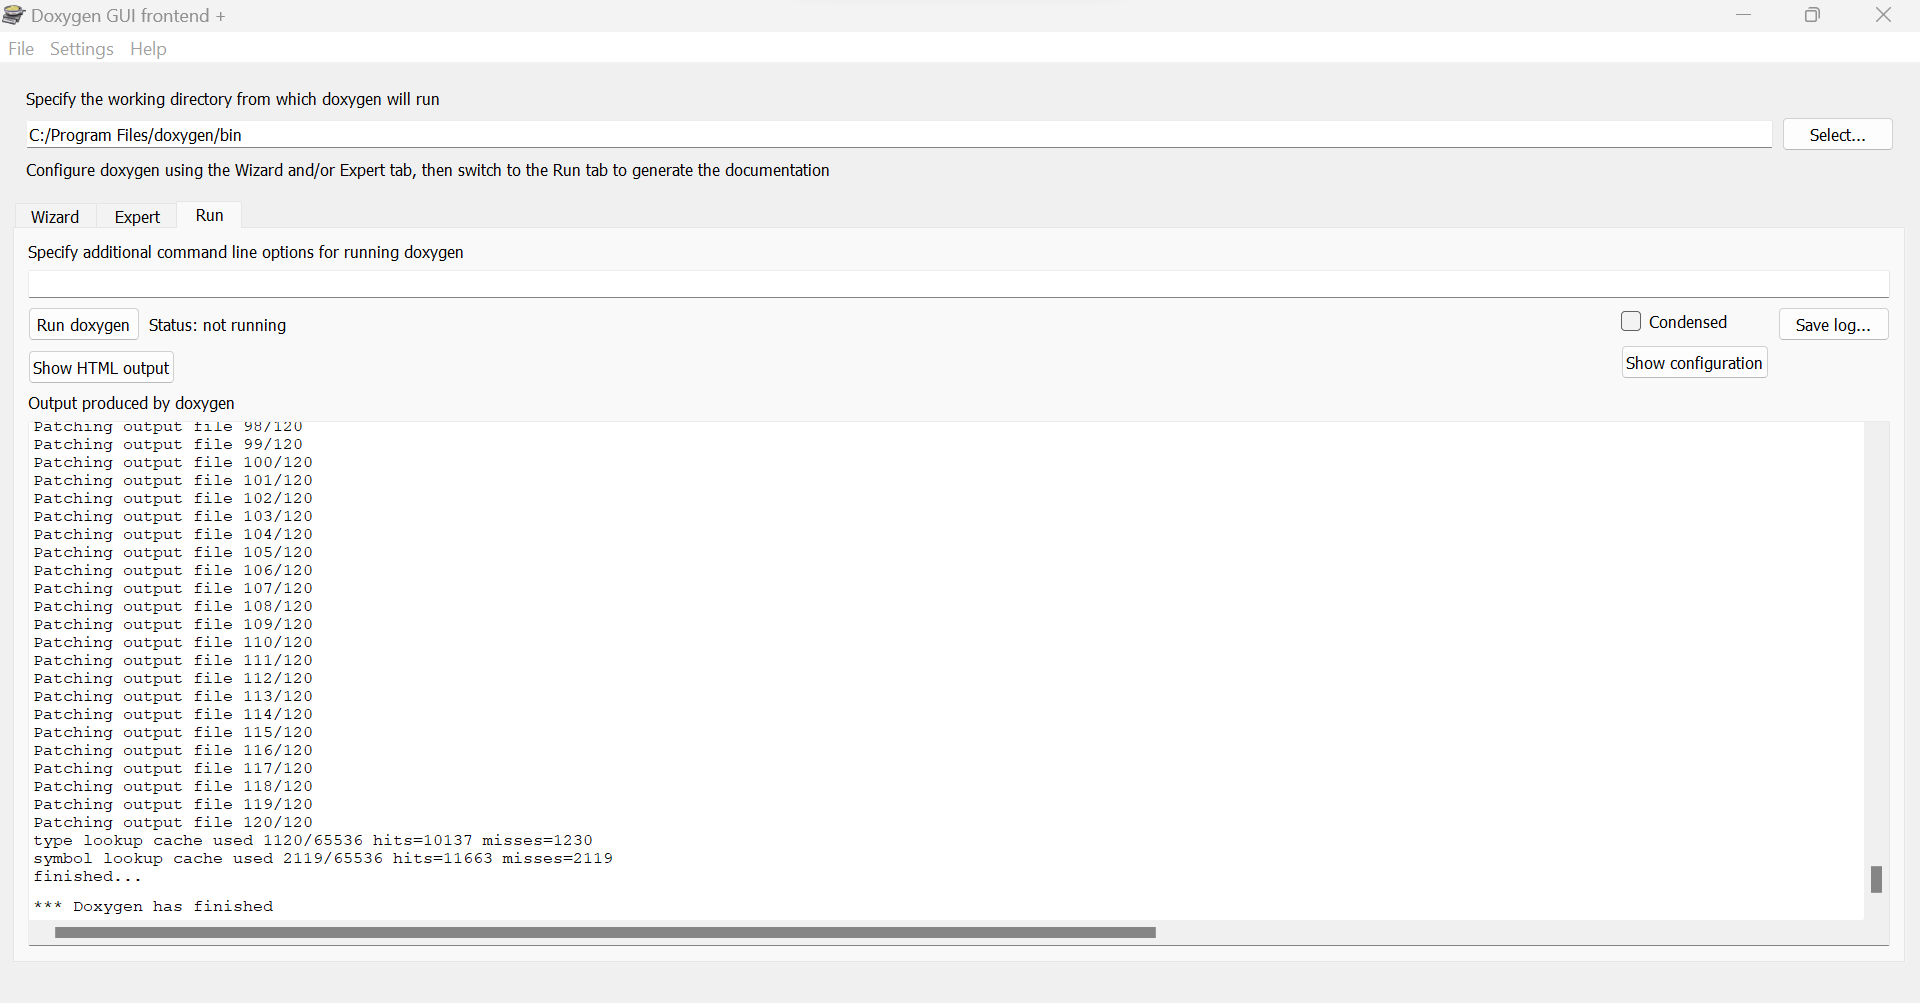 Doxygen GUI frontend +
File Settings Help
Specify the working directory from which doxygen will run
C:/Program Files/doxygen/bin
Select...
Configure doxygen using the Wizard and/or Expert tab, then switch to the Run tab to generate the documentation
Wizard Expert Run
Specify additional command line options for running doxygen
Run doxygen Status: not running
Condensed
Save log...
Show HTML output
Show configuration
Output produced by doxygen
Patching output file 98/120
Patching output file 99/120
Patching output file 100/120
Patching output file 101/120
Patching output file 102/120
Patching output file 103/120
Patching output file 104/120
Patching output file 105/120
Patching output file 106/120
Patching output file 107/120
Patching output file 108/120
Patching output file 109/120
Patching output file 110/120
Patching output file 111/120
Patching output file 112/120
Patching output file 113/120
Patching output file 114/120
Patching output file 115/120
Patching output file 116/120
Patching output file 117/120
Patching output file 118/120
Patching output file 119/120
Patching output file 120/120
type lookup cache used 1120/65536 hits=10137 misses=1230
symbol lookup cache used 2119/65536 hits=11663 misses=2119
finished...
*** Doxygen has finished